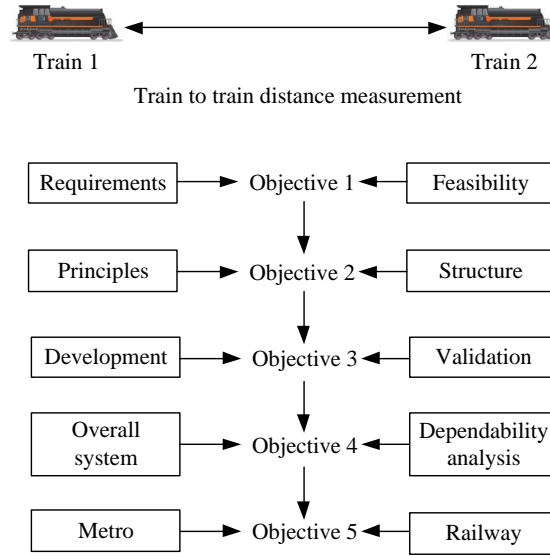 Train 1
Train 2
Train to train distance measurement
Requirements
Objective 1
Feasibility
Principles
Objective 2
Structure
Development
Objective 3
Validation
Overall
system
Objective 4
Dependability
analysis
Metro
Objective 5
Railway